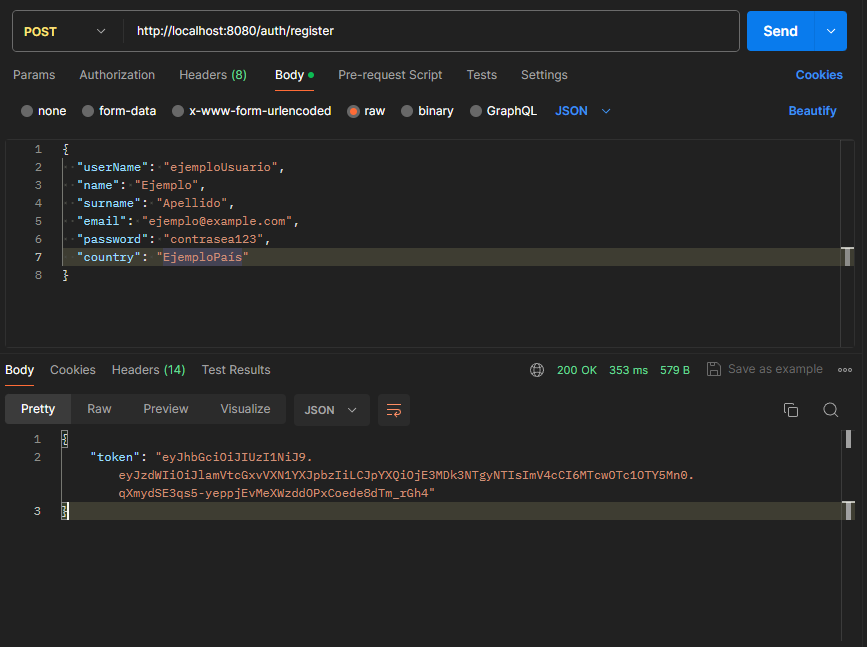 POST http://localhost:8080/auth/register Send
Params Authorization Headers (8) Body Pre-request Script Tests Settings Cookies
none form-data x-www-form-urlencoded raw binary GraphQL JSON Beautify
1 {
2 "userName": "ejemploUsuario",
3 "name": "Ejemplo",
4 "surname": "Apellido",
5 "email": "ejemplo@example.com",
6 "password": "contrasea123",
7 "country": "EjemploPaís"
8 }
Body Cookies Headers (14) Test Results 200 OK 353 ms 579 B Save as example
Pretty Raw Preview Visualize JSON
1 {
2 "token": "eyJhbGciOiJIUzI1NiJ9.
eyJzdWIiOiJlamVtcGxvVXN1YXJpbzIiLCJpYXQiOjE3MDk3NTgyNTIsImV4cCI6MTcwOTc1OTY5Mn0.
qXmydSE3qs5-yeppjEvMeXWzddOPxCoede8dTm_rGh4"
3 }